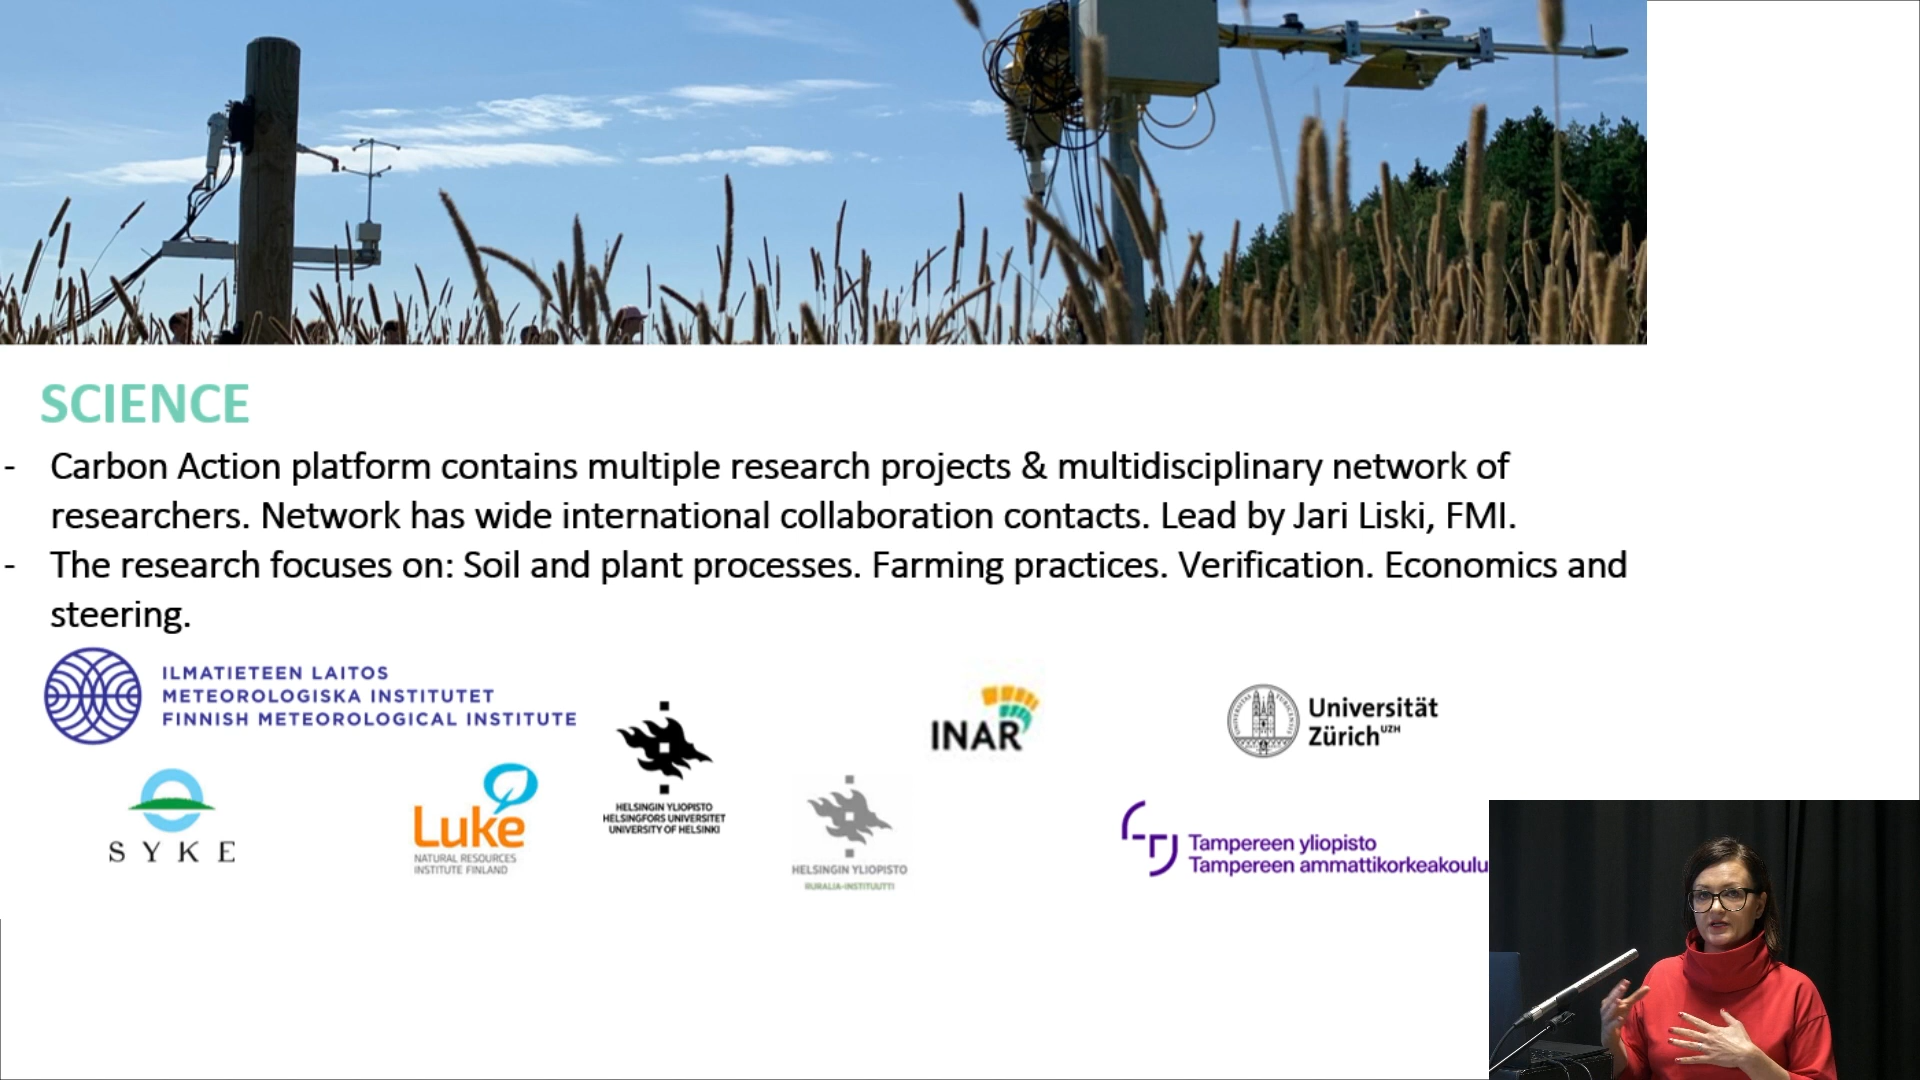 SCIENCE
- Carbon Action platform contains multiple research projects & multidisciplinary network of
researchers. Network has wide international collaboration contacts. Lead by Jari Liski, FMI.
- The research focuses on: Soil and plant processes. Farming practices. Verification. Economics and
steering.
ILMATIETEEN LAITOS
METEOROLOGISKA INSTITUTET
FINNISH METEOROLOGICAL INSTITUTE
HELSINGIN YLIOPISTO
HELSINGFORS UNIVERSITET
UNIVERSITY OF HELSINKI
INAR
Universität
Zürich UZH
SYKE
Luke
NATURAL RESOURCES
INSTITUTE FINLAND
HELSINGIN YLIOPISTO
RURALIA-INSTITUUTTI
Tampereen yliopisto
Tampereen ammattikorkeakoulu